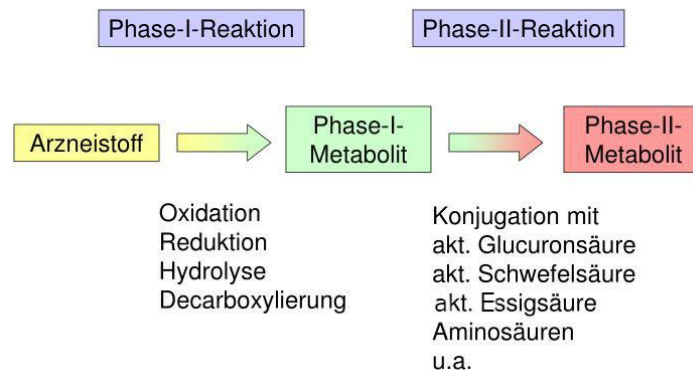 Phase-I-Reaktion
Phase-II-Reaktion
Arzneistoff
Phase-I-
Metabolit
Phase-II-
Metabolit
Oxidation
Reduktion
Hydrolyse
Decarboxylierung
Konjugation mit
akt. Glucuronsäure
akt. Schwefelsäure
akt. Essigsäure
Aminosäuren
u.a.